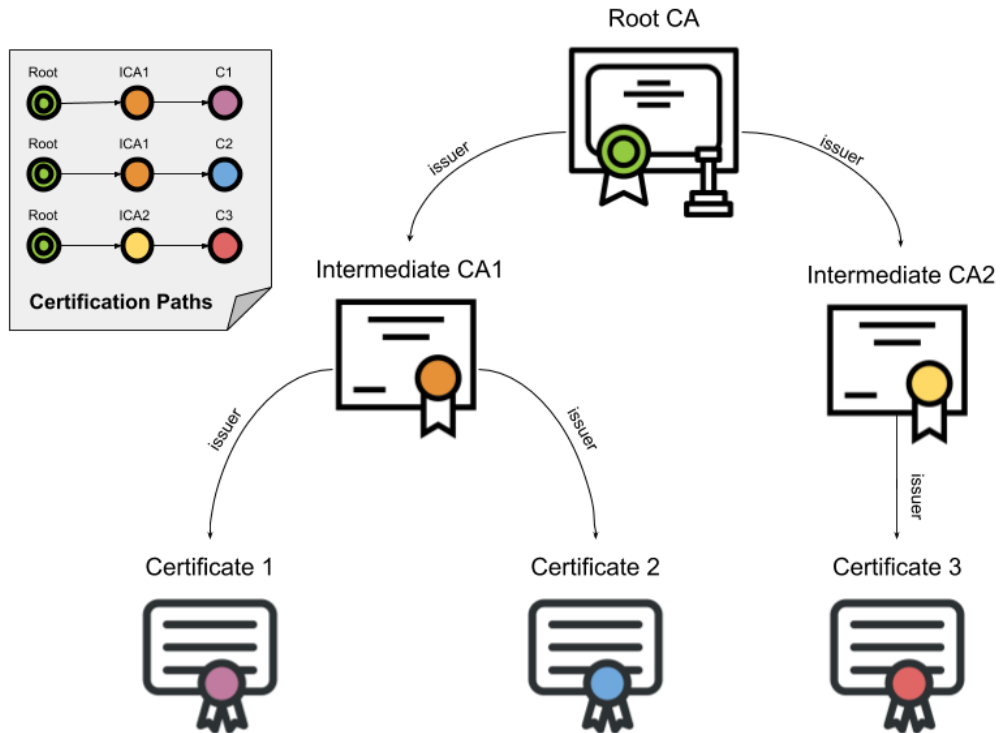 Root CA
Root ICA1 C1
Root ICA1 C2
Root ICA2 C3
Certification Paths
issuer
issuer
Intermediate CA1
Intermediate CA2
issuer
issuer
issuer
Certificate 1
Certificate 2
Certificate 3